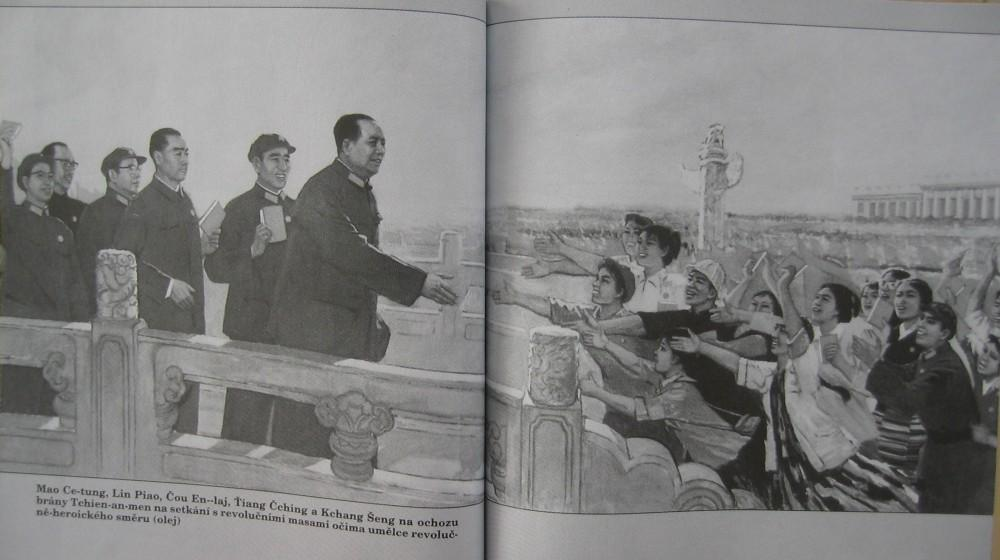 Mao Ce-tung, Lin Piao, Čou En--laj, Ťiang Čching a Kchang Šeng na ochozu
brány Tchien-an-men na setkání s revolučními masami očima umělce revoluč-
ně-heroického směru (olej)